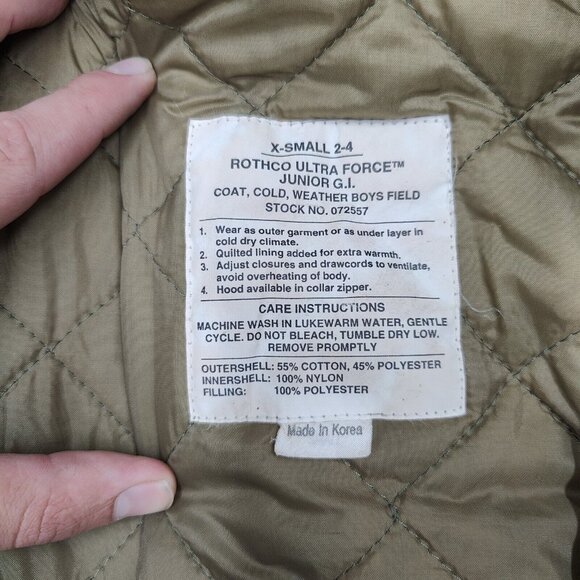 X-SMALL 2-4
ROTHCO ULTRA FORCE™
JUNIOR G.I.
COAT, COLD, WEATHER BOYS FIELD
STOCK NO. 072557
1. Wear as outer garment or as under layer in
cold dry climate.
2. Quilted lining added for extra warmth.
3. Adjust closures and drawcords to ventilate,
avoid overheating of body.
4. Hood available in collar zipper.
CARE INSTRUCTIONS
MACHINE WASH IN LUKEWARM WATER, GENTLE
CYCLE. DO NOT BLEACH, TUMBLE DRY LOW.
REMOVE PROMPTLY
OUTERSHELL: 55% COTTON, 45% POLYESTER
INNERSHELL: 100% NYLON
FILLING: 100% POLYESTER
Made In Korea